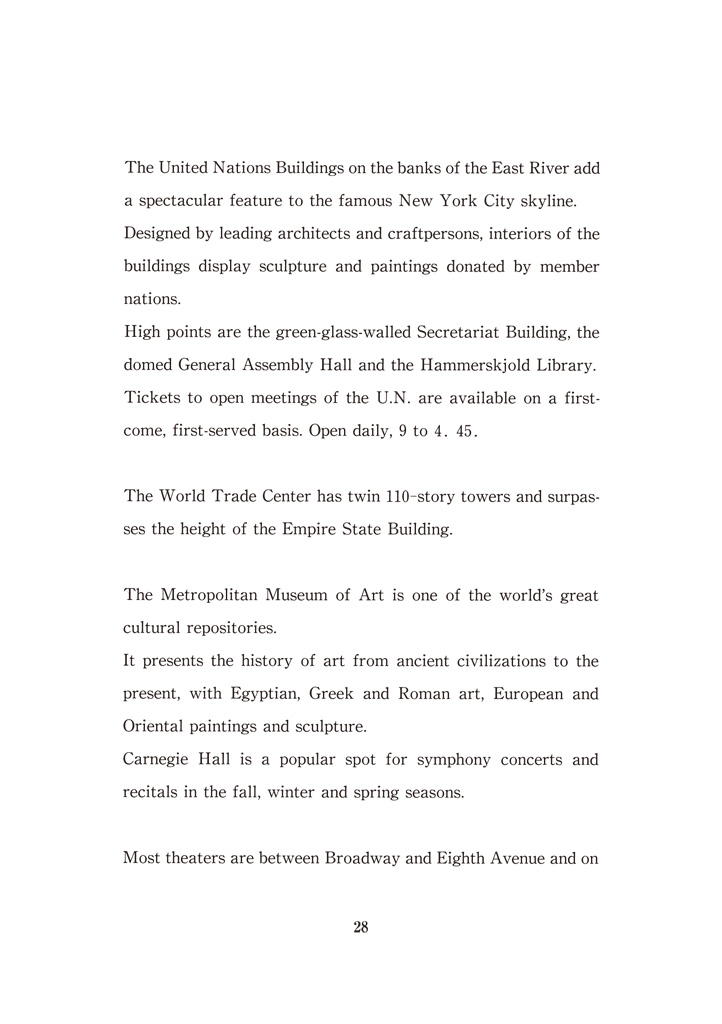 The United Nations Buildings on the banks of the East River add
a spectacular feature to the famous New York City skyline.
Designed by leading architects and craftpersons, interiors of the
buildings display sculpture and paintings donated by member
nations.
High points are the green-glass-walled Secretariat Building, the
domed General Assembly Hall and the Hammerskjold Library.
Tickets to open meetings of the U.N. are available on a first-
come, first-served basis. Open daily, 9 to 4. 45.
The World Trade Center has twin 110-story towers and surpas-
ses the height of the Empire State Building.
The Metropolitan Museum of Art is one of the world's great
cultural repositories.
It presents the history of art from ancient civilizations to the
present, with Egyptian, Greek and Roman art, European and
Oriental paintings and sculpture.
Carnegie Hall is a popular spot for symphony concerts and
recitals in the fall, winter and spring seasons.
Most theaters are between Broadway and Eighth Avenue and on
28